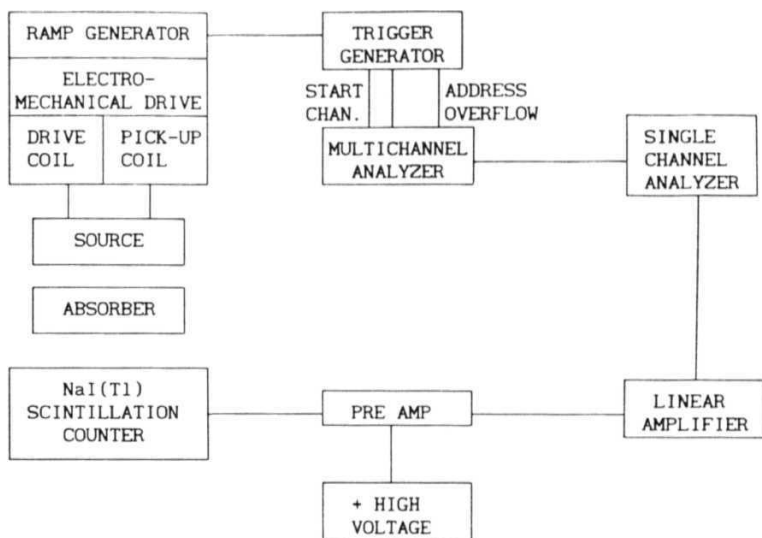 RAMP GENERATOR
TRIGGER
GENERATOR
ELECTRO-
MECHANICAL DRIVE
START
CHAN.
ADDRESS
OVERFLOW
DRIVE
COIL
PICK-UP
COIL
MULTICHANNEL
ANALYZER
SINGLE
CHANNEL
ANALYZER
SOURCE
ABSORBER
NaI(Tl)
SCINTILLATION
COUNTER
PRE AMP
LINEAR
AMPLIFIER
+ HIGH
VOLTAGE